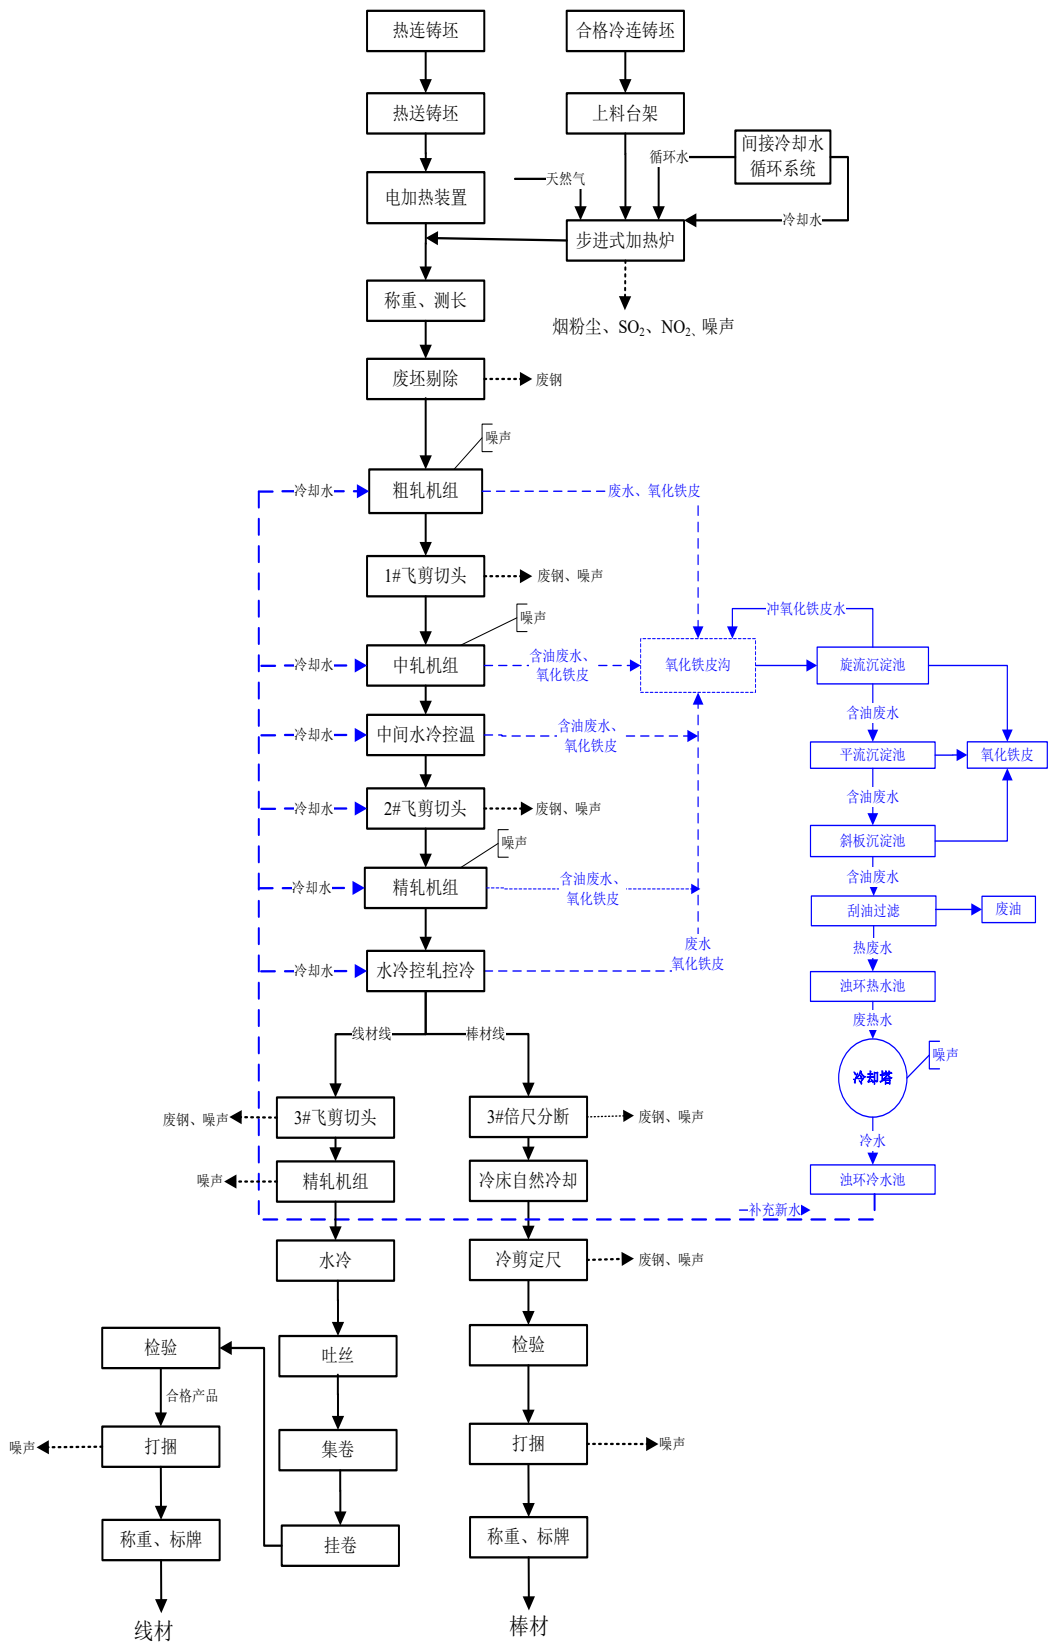 热连铸坯
合格冷连铸坯
热送铸坯
上料台架
间接冷却水
循环系统
循环水
天然气
电加热装置
冷却水
步进式加热炉
称重、测长
烟粉尘、SO₂、NO₂、噪声
废坯剔除
废钢
噪声
冷却水
粗轧机组
废水、氧化铁皮
1#飞剪切头
废钢、噪声
噪声
冲氧化铁皮水
冷却水
中轧机组
含油废水、
氧化铁皮
氧化铁皮沟
旋流沉淀池
含油废水
冷却水
中间水冷控温
含油废水、
氧化铁皮
平流沉淀池
氧化铁皮
含油废水
冷却水
2#飞剪切头
废钢、噪声
噪声
斜板沉淀池
含油废水
冷却水
精轧机组
含油废水、
氧化铁皮
刮油过滤
废油
热废水
废水
氧化铁皮
冷却水
水冷控轧控冷
浊环热水池
废热水
线材线
棒材线
噪声
冷却塔
废钢、噪声
3#飞剪切头
3#倍尺分断
废钢、噪声
冷水
噪声
精轧机组
冷床自然冷却
浊环冷水池
补充新水
水冷
冷剪定尺
废钢、噪声
检验
吐丝
检验
合格产品
噪声
打捆
集卷
打捆
噪声
称重、标牌
挂卷
称重、标牌
线材
棒材